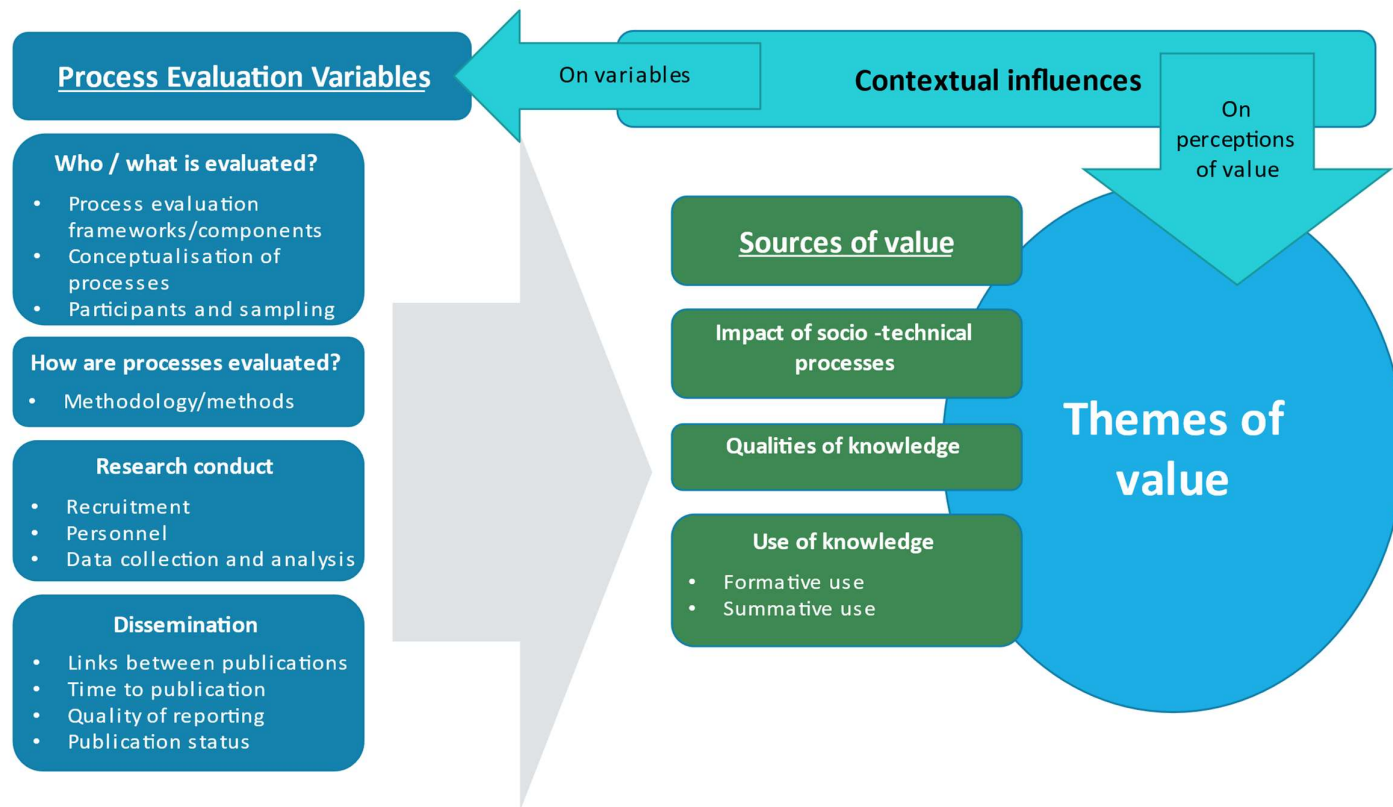 Process Evaluation Variables
On variables
Contextual influences
On
perceptions
of value
Who / what is evaluated?
• Process evaluation
frameworks/components
• Conceptualisation of
processes
• Participants and sampling
How are processes evaluated?
• Methodology/methods
Research conduct
• Recruitment
• Personnel
• Data collection and analysis
Dissemination
• Links between publications
• Time to publication
• Quality of reporting
• Publication status
Sources of value
Impact of socio -technical
processes
Qualities of knowledge
Use of knowledge
• Formative use
• Summative use
Themes of
value